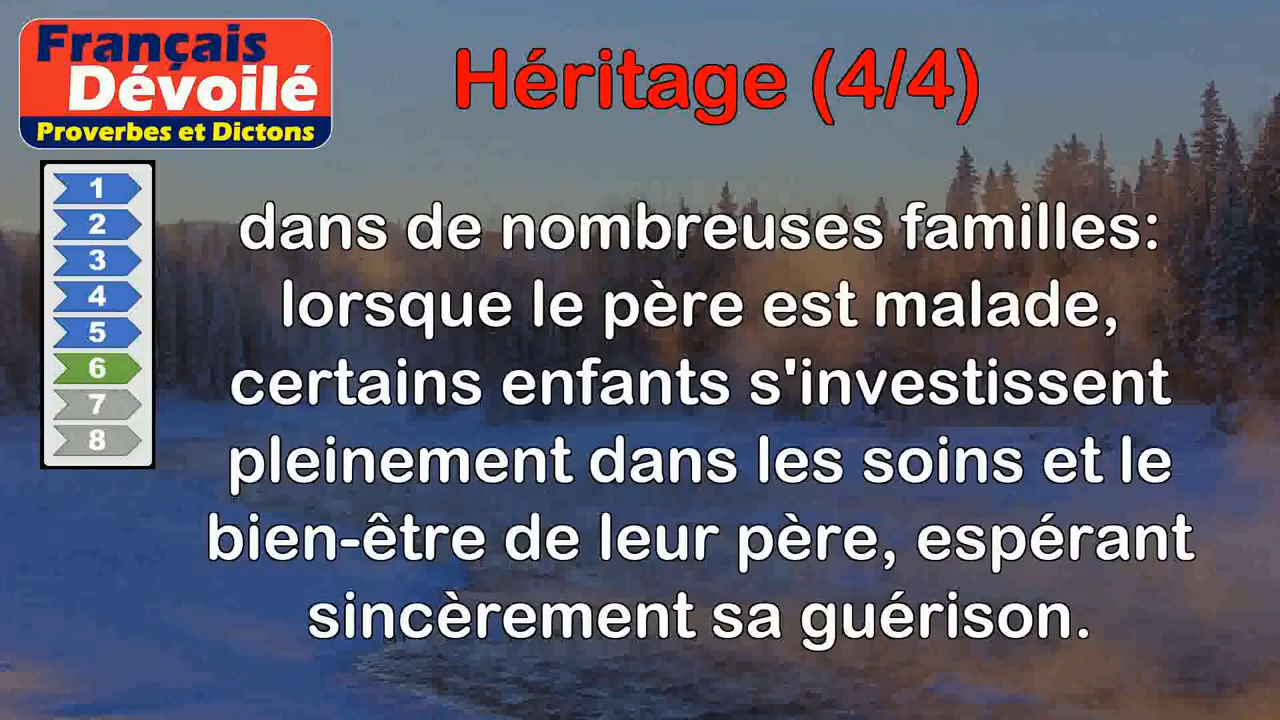 Français
Dévoilé
Proverbes et Dictons
Héritage (4/4)
1
2
3
4
5
6
7
8
dans de nombreuses familles:
lorsque le père est malade,
certains enfants s'investissent
pleinement dans les soins et le
bien-être de leur père, espérant
sincèrement sa guérison.